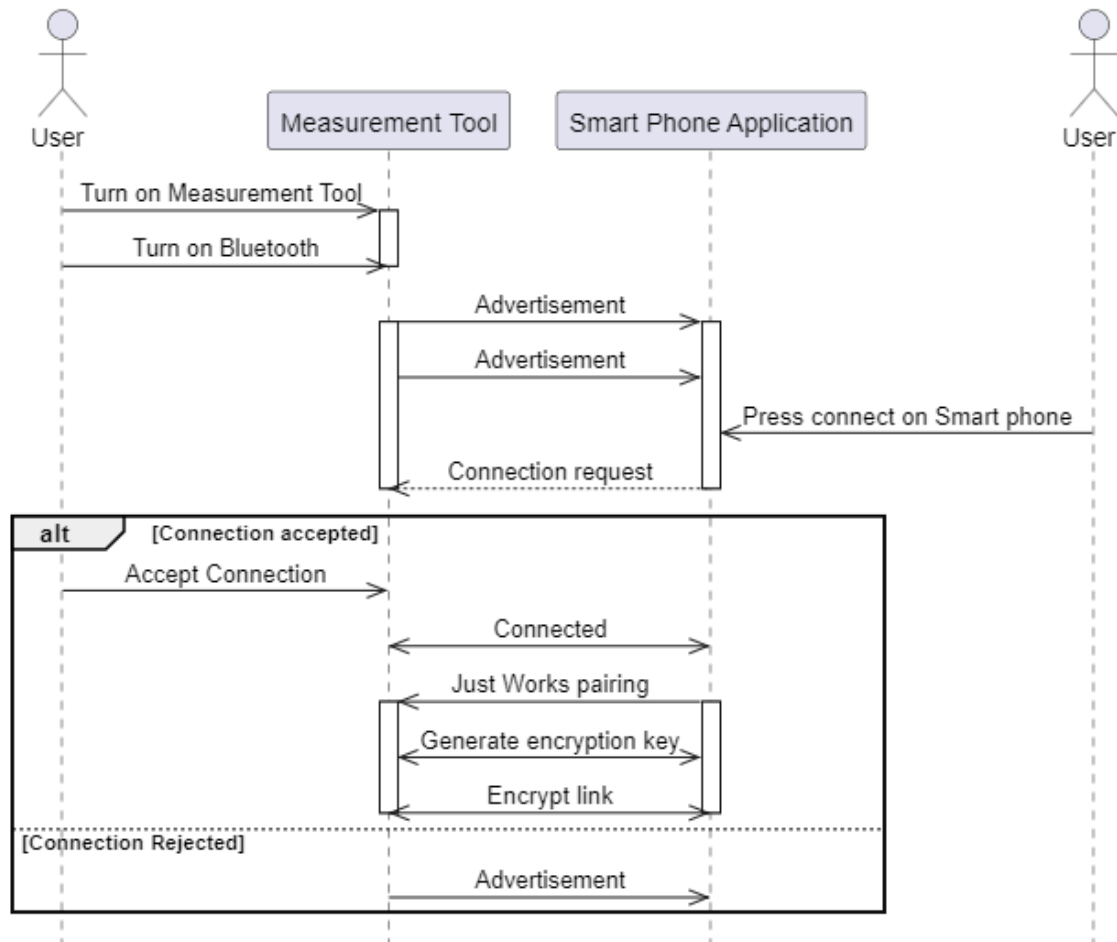 User
Measurement Tool
Smart Phone Application
User
Turn on Measurement Tool
Turn on Bluetooth
Advertisement
Advertisement
Press connect on Smart phone
Connection request
alt
[Connection accepted]
Accept Connection
Connected
Just Works pairing
Generate encryption key
Encrypt link
[Connection Rejected]
Advertisement